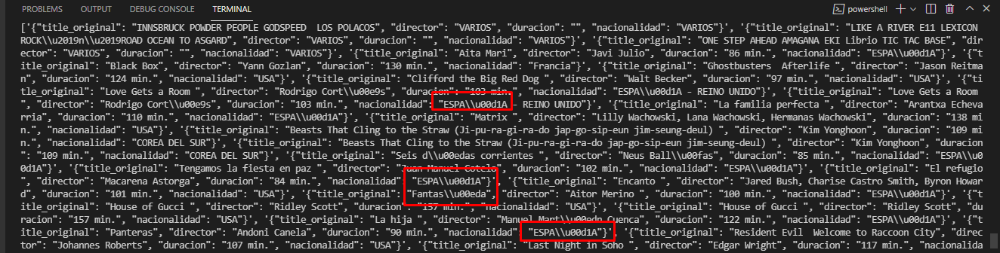 PROBLEMS OUTPUT DEBUG CONSOLE TERMINAL powershell
['{"title_original": "INNSBRUCK POWDER PEOPLE GODSPEED  LOS POLACOS", "director": "VARIOS", "duracion": "", "nacionalidad": "VARIOS"}', '{"title_original": "LIKE A RIVER E11 LEXICON
ROCK\\u2019n\\u2019ROAD OCEAN TO ASGARD", "director": "VARIOS", "duracion": "", "nacionalidad": "VARIOS"}', '{"title_original": "ONE STEP AHEAD AMAGANA EKI Librio TIC TAC BASE", "dir
ector": "VARIOS", "duracion": "", "nacionalidad": "VARIOS"}', '{"title_original": "Aita Mari", "director": "Javi Julio", "duracion": "86 min.", "nacionalidad": "ESPA\\u00d1A"}', '{"t
itle_original": "Black Box", "director": "Yann Gozlan", "duracion": "130 min.", "nacionalidad": "Francia"}', '{"title_original": "Ghostbusters  Afterlife ", "director": "Jason Reitma
n", "duracion": "124 min.", "nacionalidad": "USA"}', '{"title_original": "Clifford the Big Red Dog ", "director": "Walt Becker", "duracion": "97 min.", "nacionalidad": "USA"}', '{"ti
tle_original": "Love Gets a Room ", "director": "Rodrigo Cort\\u00e9s", "duracion": "103 min.", "nacionalidad": "ESPA\\u00d1A - REINO UNIDO"}', '{"title_original": "Love Gets a Room
", "director": "Rodrigo Cort\\u00e9s", "duracion": "103 min.", "nacionalidad": "ESPA\\u00d1A REINO UNIDO"}', '{"title_original": "La familia perfecta ", "director": "Arantxa Echeva
rria", "duracion": "110 min.", "nacionalidad": "ESPA\\u00d1A"}', '{"title_original": "Matrix ", "director": "Lilly Wachowski, Lana Wachowski, Hermanas Wachowski", "duracion": "138 mi
n.", "nacionalidad": "USA"}', '{"title_original": "Beasts That Cling to the Straw (Ji-pu-ra-gi-ra-do jap-go-sip-eun jim-seung-deul) ", "director": "Kim Yonghoon", "duracion": "109 mi
n.", "nacionalidad": "COREA DEL SUR"}', '{"title_original": "Beasts That Cling to the Straw (Ji-pu-ra-gi-ra-do jap-go-sip-eun jim-seung-deul) ", "director": "Kim Yonghoon", "duracion"
: "109 min.", "nacionalidad": "COREA DEL SUR"}', '{"title_original": "Seis d\\u00edas corrientes ", "director": "Neus Ball\\u00fas", "duracion": "85 min.", "nacionalidad": "ESPA\\u0
0d1A"}', '{"title_original": "Tengamos la fiesta en paz ", "director": "Juan Manuel Cotelo", "duracion": "102 min.", "nacionalidad": "ESPA\\u00d1A"}', '{"title_original": "El refugio
", "director": "Macarena Astorga", "duracion": "84 min.", "nacionalidad": "ESPA\\u00d1A"}', '{"title_original": "Encanto ", "director": "Jared Bush, Charise Castro Smith, Byron Howar
d", "duracion": "101 min.", "nacionalidad": "USA"}', '{"title_original": "Fantas\\u00eda", "director": "Aitor Merino", "duracion": "100 min.", "nacionalidad": "ESPA\\u00d1A"}', '{"t
itle_original": "House of Gucci ", "director": "Ridley Scott", "duracion": "157 min.", "nacionalidad": "USA"}', '{"title_original": "House of Gucci ", "director": "Ridley Scott", "du
racion": "157 min.", "nacionalidad": "USA"}', '{"title_original": "La hija ", "director": "Manuel Mart\\u00edn Cuenca", "duracion": "122 min.", "nacionalidad": "ESPA\\u00d1A"}', '{"
title_original": "Panteras", "director": "Andoni Canela", "duracion": "90 min.", "nacionalidad": "ESPA\\u00d1A"}', '{"title_original": "Resident Evil  Welcome to Raccoon City", "direc
tor": "Johannes Roberts", "duracion": "107 min.", "nacionalidad": "USA"}', '{"title_original": "Last Night in Soho ", "director": "Edgar Wright", "duracion": "117 min.", "nacionalida